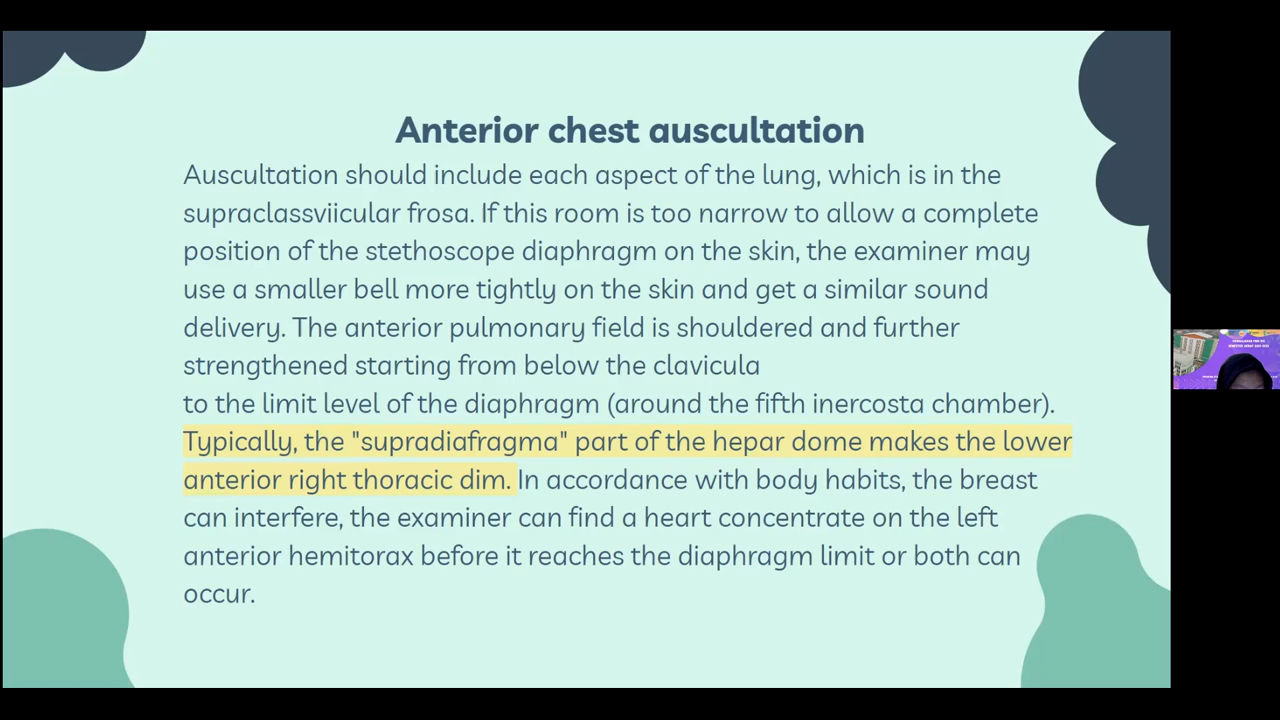 Anterior chest auscultation
Auscultation should include each aspect of the lung, which is in the
supraclassviicular frosa. If this room is too narrow to allow a complete
position of the stethoscope diaphragm on the skin, the examiner may
use a smaller bell more tightly on the skin and get a similar sound
delivery. The anterior pulmonary field is shouldered and further
strengthened starting from below the clavicula
to the limit level of the diaphragm (around the fifth inercosta chamber).
Typically, the "supradiafragma" part of the hepar dome makes the lower
anterior right thoracic dim. In accordance with body habits, the breast
can interfere, the examiner can find a heart concentrate on the left
anterior hemitorax before it reaches the diaphragm limit or both can
occur.